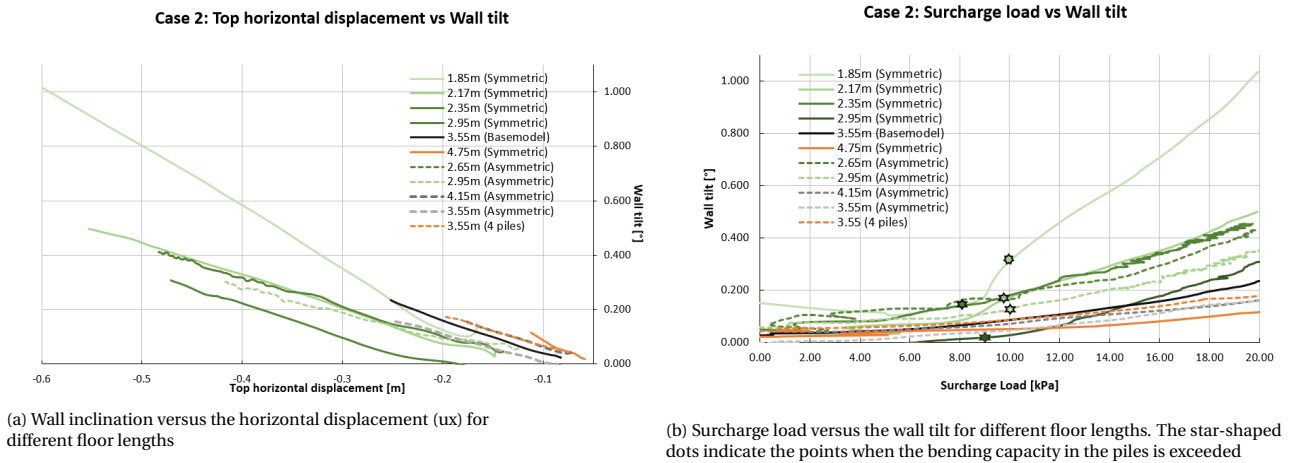 Case 2: Top horizontal displacement vs Wall tilt
1.85m (Symmetric)
2.17m (Symmetric)
2.35m (Symmetric)
2.95m (Symmetric)
3.55m (Basemodel)
4.75m (Symmetric)
2.65m (Asymmetric)
2.95m (Asymmetric)
4.15m (Asymmetric)
3.55m (Asymmetric)
3.55m (4 piles)
1.000
0.800
0.600
0.400
0.200
0.000
Wall tilt [°]
-0.6
-0.5
-0.4
-0.3
-0.2
-0.1
Top horizontal displacement [m]
(a) Wall inclination versus the horizontal displacement (ux) for
different floor lengths
Case 2: Surcharge load vs Wall tilt
1.85m (Symmetric)
2.17m (Symmetric)
2.35m (Symmetric)
2.95m (Symmetric)
3.55m (Basemodel)
4.75m (Symmetric)
2.65m (Asymmetric)
2.95m (Asymmetric)
4.15m (Asymmetric)
3.55m (Asymmetric)
3.55 (4 piles)
1.000
0.800
0.600
0.400
0.200
0.000
Wall tilt [°]
0.00
2.00
4.00
6.00
8.00
10.00
12.00
14.00
16.00
18.00
20.00
Surcharge Load [kPa]
(b) Surcharge load versus the wall tilt for different floor lengths. The star-shaped
dots indicate the points when the bending capacity in the piles is exceeded